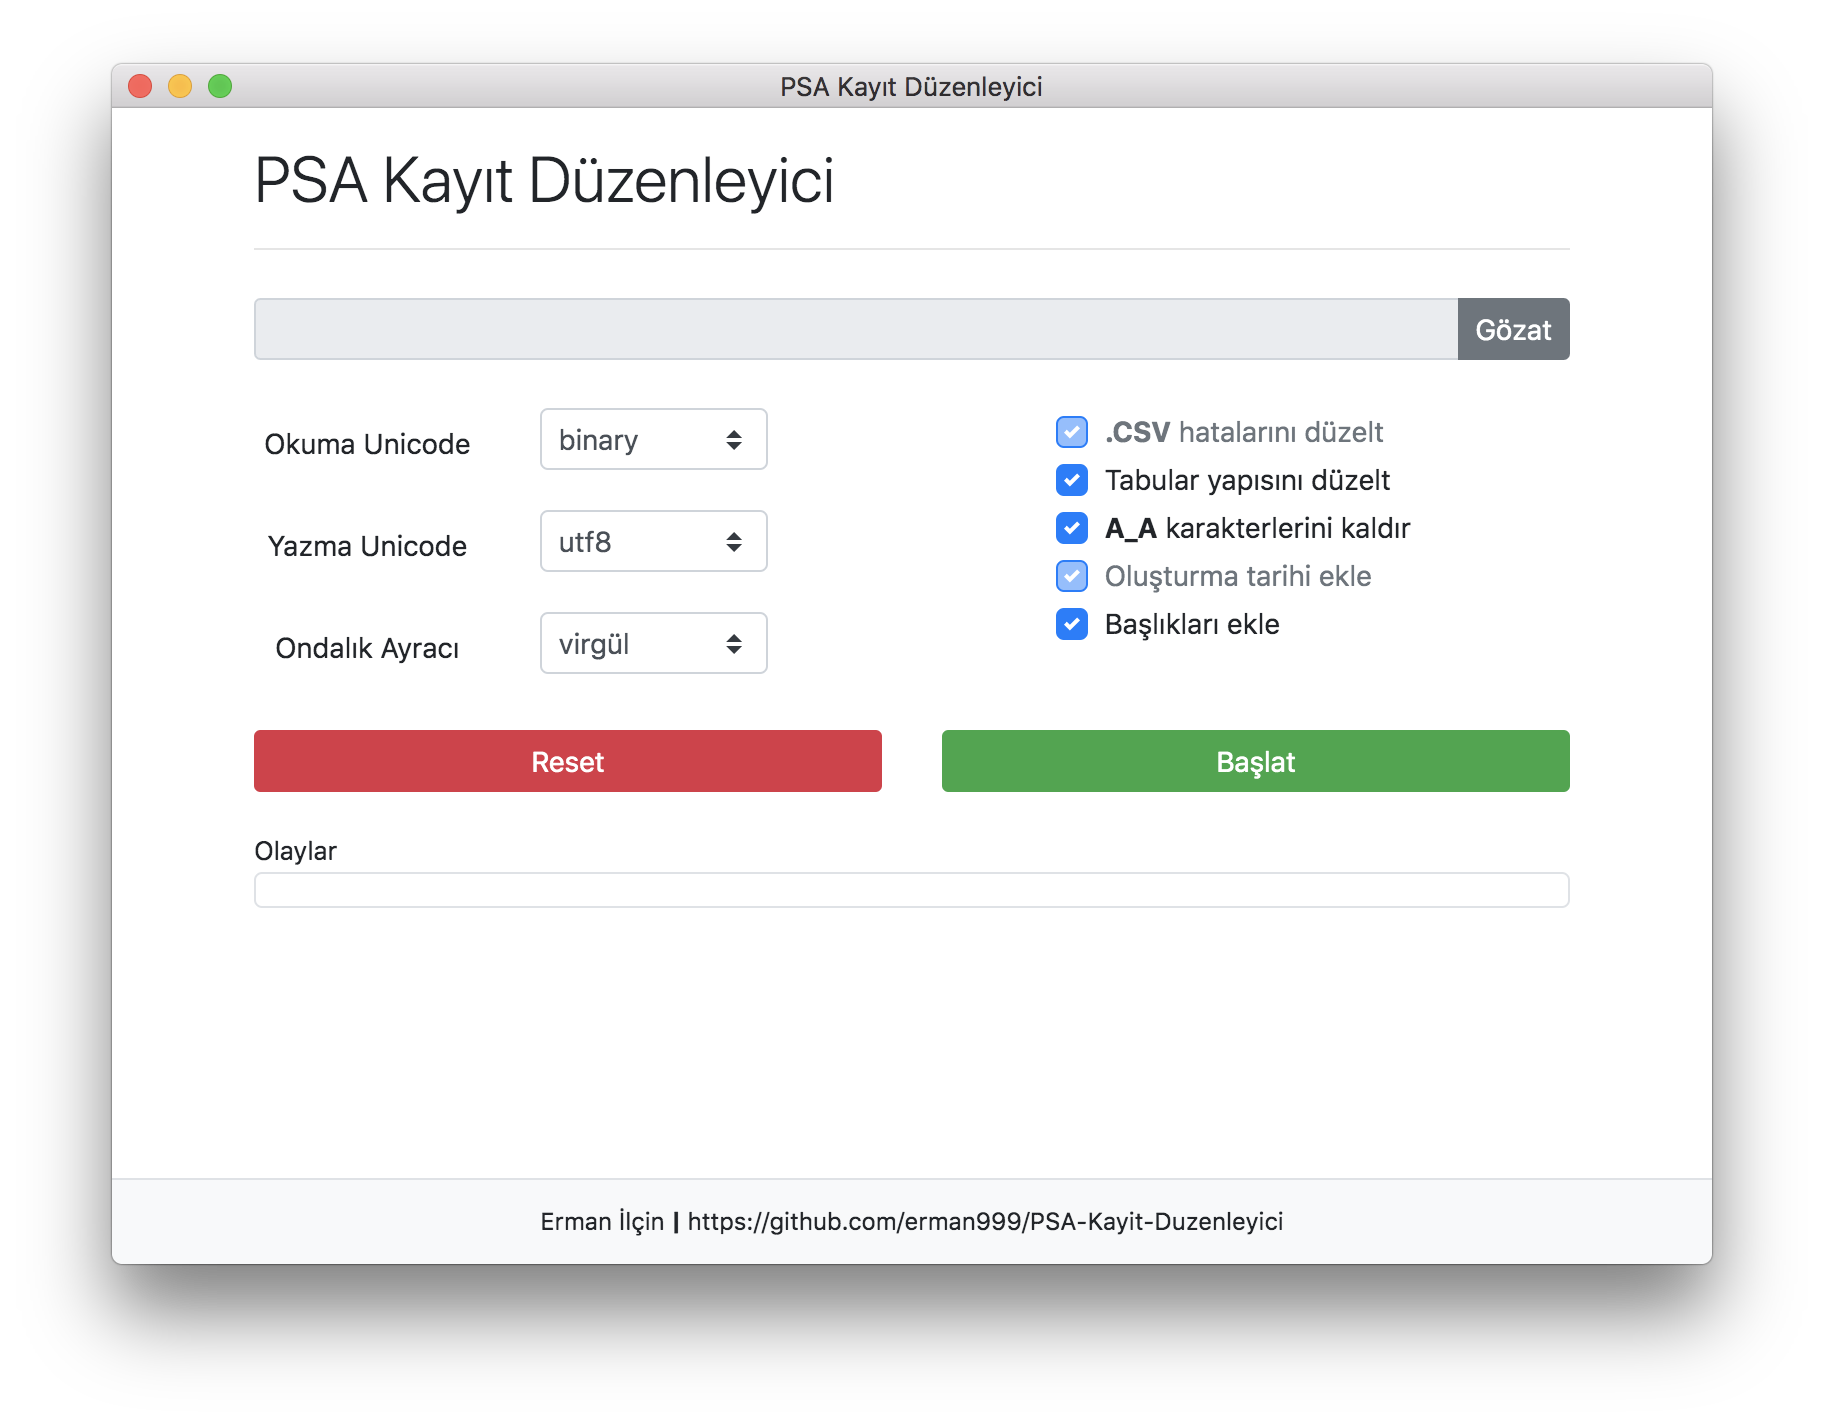 PSA Kayıt Düzenleyici
PSA Kayıt Düzenleyici
Gözat
Okuma Unicode
binary
Yazma Unicode
utf8
Ondalık Ayracı
virgül
.CSV hatalarını düzelt
Tabular yapısını düzelt
A_A karakterlerini kaldır
Oluşturma tarihi ekle
Başlıkları ekle
Reset
Başlat
Olaylar
Erman İlçin | https://github.com/erman999/PSA-Kayit-Duzenleyici